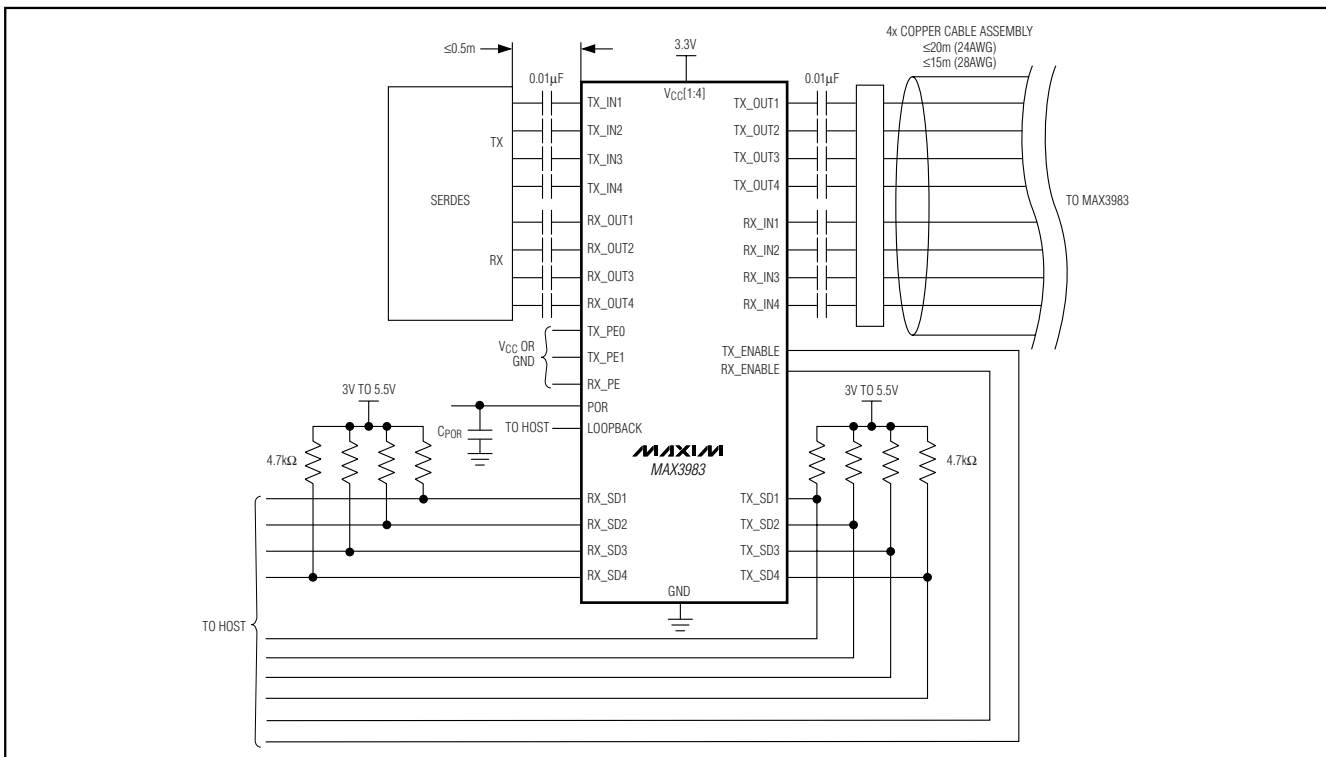 ≤0.5m
0.01μF
3.3V
0.01μF
4x COPPER CABLE ASSEMBLY
≤20m (24AWG)
≤15m (28AWG)
VCC[1:4]
SERDES
TX
RX
TX_IN1
TX_IN2
TX_IN3
TX_IN4
RX_OUT1
RX_OUT2
RX_OUT3
RX_OUT4
TX_PE0
TX_PE1
RX_PE
POR
LOOPBACK
VCC OR
GND
CPOR
TO HOST
TX_OUT1
TX_OUT2
TX_OUT3
TX_OUT4
RX_IN1
RX_IN2
RX_IN3
RX_IN4
TX_ENABLE
RX_ENABLE
TO MAX3983
3V TO 5.5V
4.7kΩ
3V TO 5.5V
4.7kΩ
MAXIM
MAX3983
RX_SD1
RX_SD2
RX_SD3
RX_SD4
TX_SD1
TX_SD2
TX_SD3
TX_SD4
GND
TO HOST